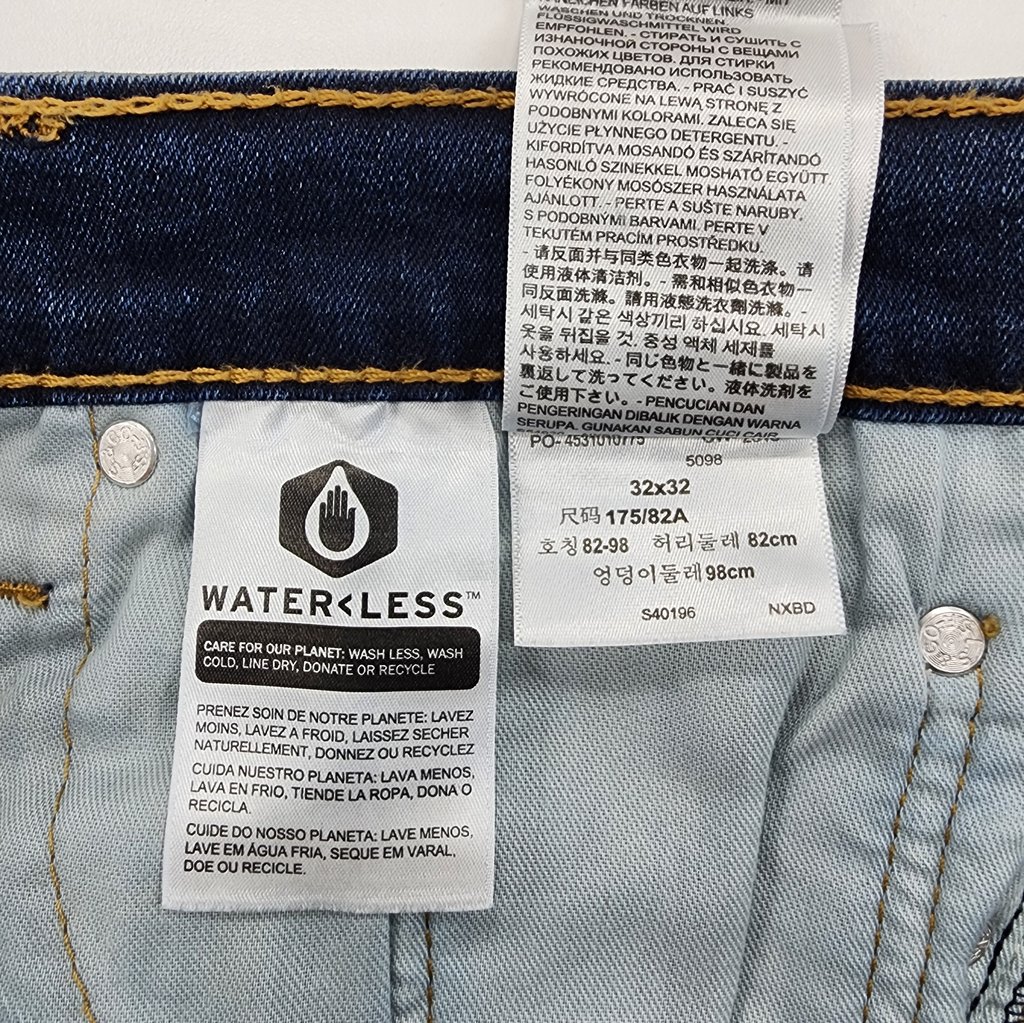 ÄHNLICHEN FARBEN AUF LINKS
WASCHEN UND TROCKNEN
FLÜSSIGWASCHMITTEL WIRD
EMPFOHLEN. - СТИРАТЬ И СУШИТЬ С
ИЗНАНОЧНОЙ СТОРОНЫ С ВЕЩАМИ
ПОХОЖИХ ЦВЕТОВ. ДЛЯ СТИРКИ
РЕКОМЕНДОВАНО ИСПОЛЬЗОВАТЬ
ЖИДКИЕ СРЕДСТВА. - PRAĆ I SUSZYĆ
WYWRÓCONE NA LEWĄ STRONĘ Z
PODOBNYMI KOLORAMI. ZALECA SIĘ
UŻYCIE PŁYNNEGO DETERGENTU. -
KIFORDÍTVA MOSANDÓ ÉS SZÁRÍTANDÓ
HASONLÓ SZINEKKEL MOSHATÓ EGYÜTT.
FOLYÉKONY MOSÓSZER HASZNÁLATA
AJÁNLOTT. - PERTE A SUŠTE NARUBY,
S PODOBNÝMI BARVAMI. PERTE V
TEKUTÉM PRACÍM PROSTŘEDKU.
- 请反面并与同类色衣物一起洗涤。请
使用液体清洁剂。- 需和相似色衣物一
同反面洗滌。請用液態洗衣劑洗滌。-
세탁시 같은 색상끼리 하십시요. 세탁시
옷을 뒤집을 것. 중성 액체 세제를
사용하세요. - 同じ色物と一緒に製品を
裏返して洗ってください。液体洗剤を
ご使用下さい。- PENCUCIAN DAN
PENGERINGAN DIBALIK DENGAN WARNA
SERUPA. GUNAKAN SABUN CUCI CAIR
PO- 4531010775
5098
32x32
尺码 175/82A
호칭 82-98 허리둘레 82cm
엉덩이둘레 98cm
S40196 NXBD
WATER<LESS™
CARE FOR OUR PLANET: WASH LESS, WASH
COLD, LINE DRY, DONATE OR RECYCLE
PRENEZ SOIN DE NOTRE PLANETE: LAVEZ
MOINS, LAVEZ A FROID, LAISSEZ SECHER
NATURELLEMENT, DONNEZ OU RECYCLEZ
CUIDA NUESTRO PLANETA: LAVA MENOS,
LAVA EN FRIO, TIENDE LA ROPA, DONA O
RECICLA.
CUIDE DO NOSSO PLANETA: LAVE MENOS,
LAVE EM ÁGUA FRIA, SEQUE EM VARAL,
DOE OU RECICLE.